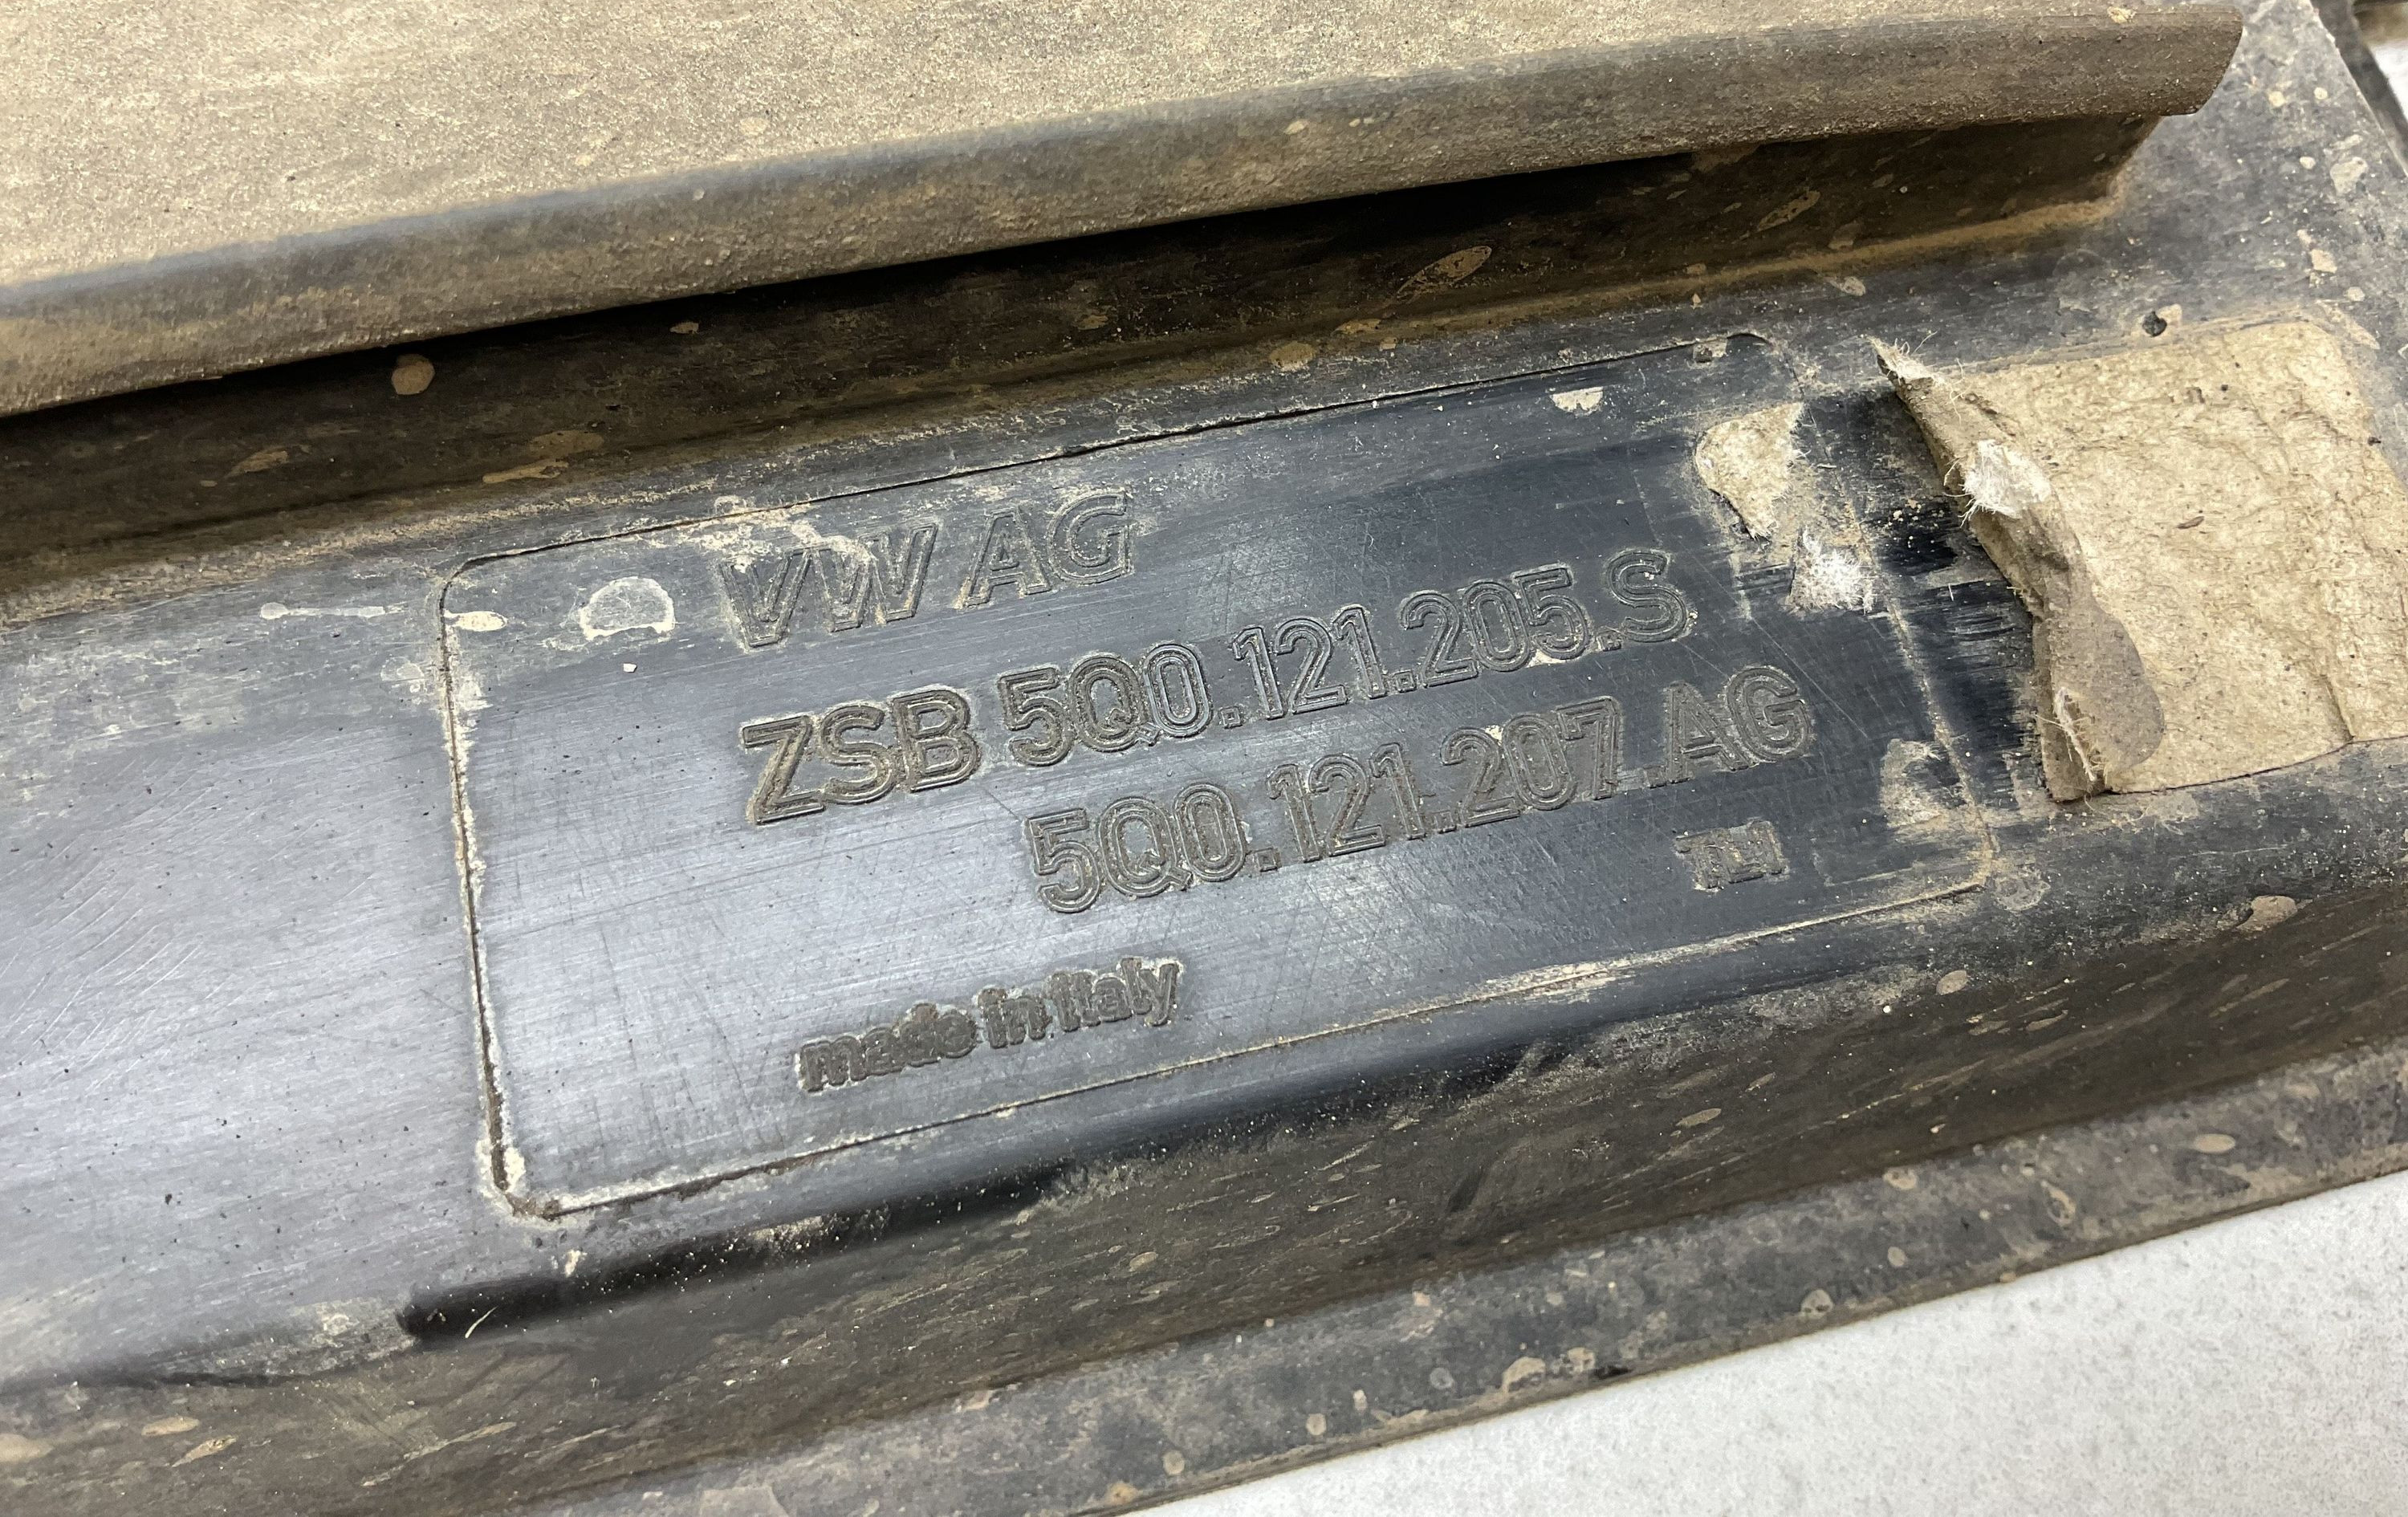 VW AG
ZSB 5Q0.121.205.S
5Q0.121.207.AG
made in Italy